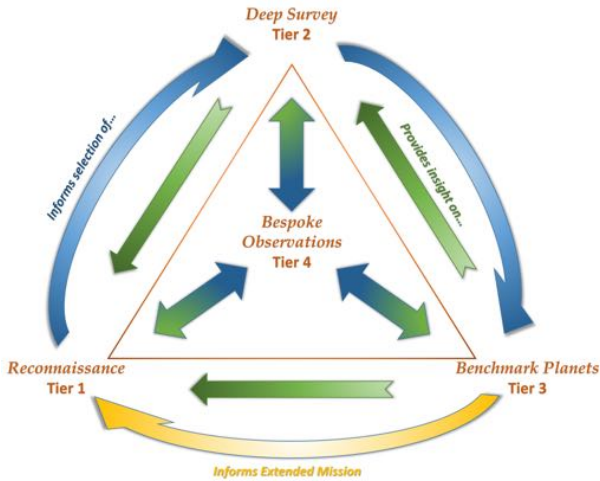 Deep Survey
Tier 2
Informs selection of...
Provides insight on...
Bespoke
Observations
Tier 4
Reconnaissance
Tier 1
Benchmark Planets
Tier 3
Informs Extended Mission